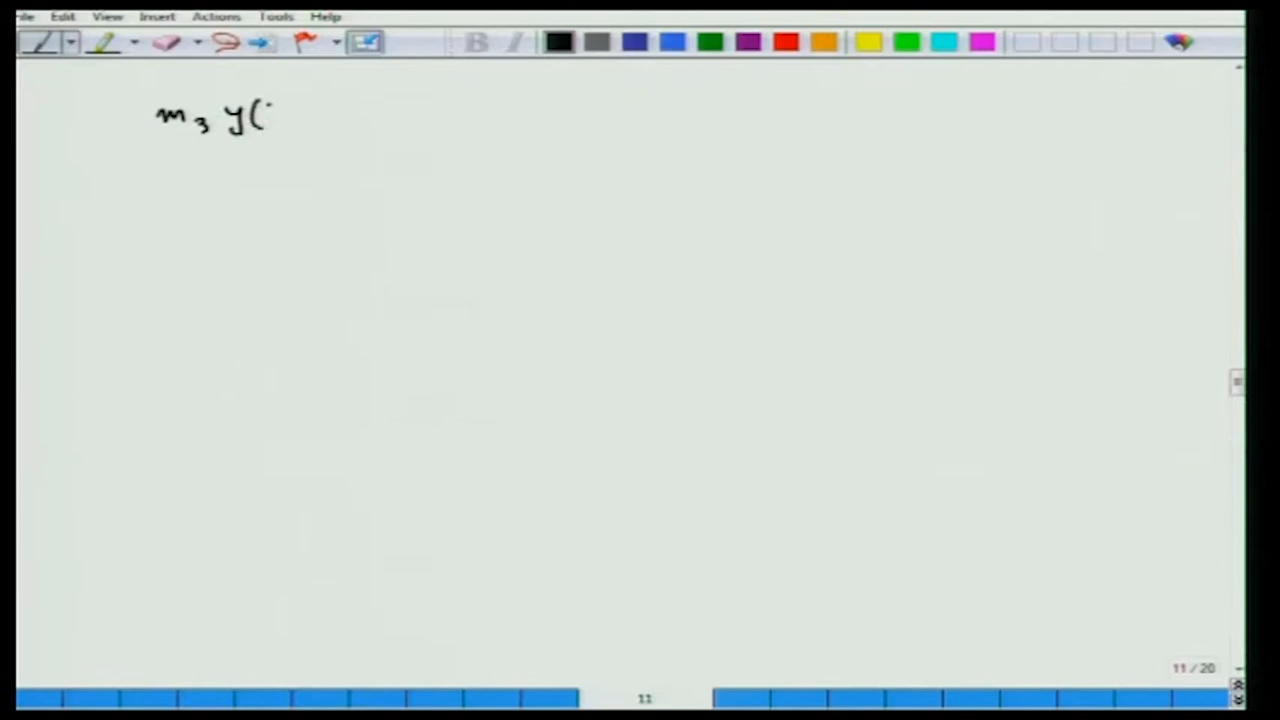 File Edit View Insert Actions Tools Help
B I
m₃ y(
11 / 20
11